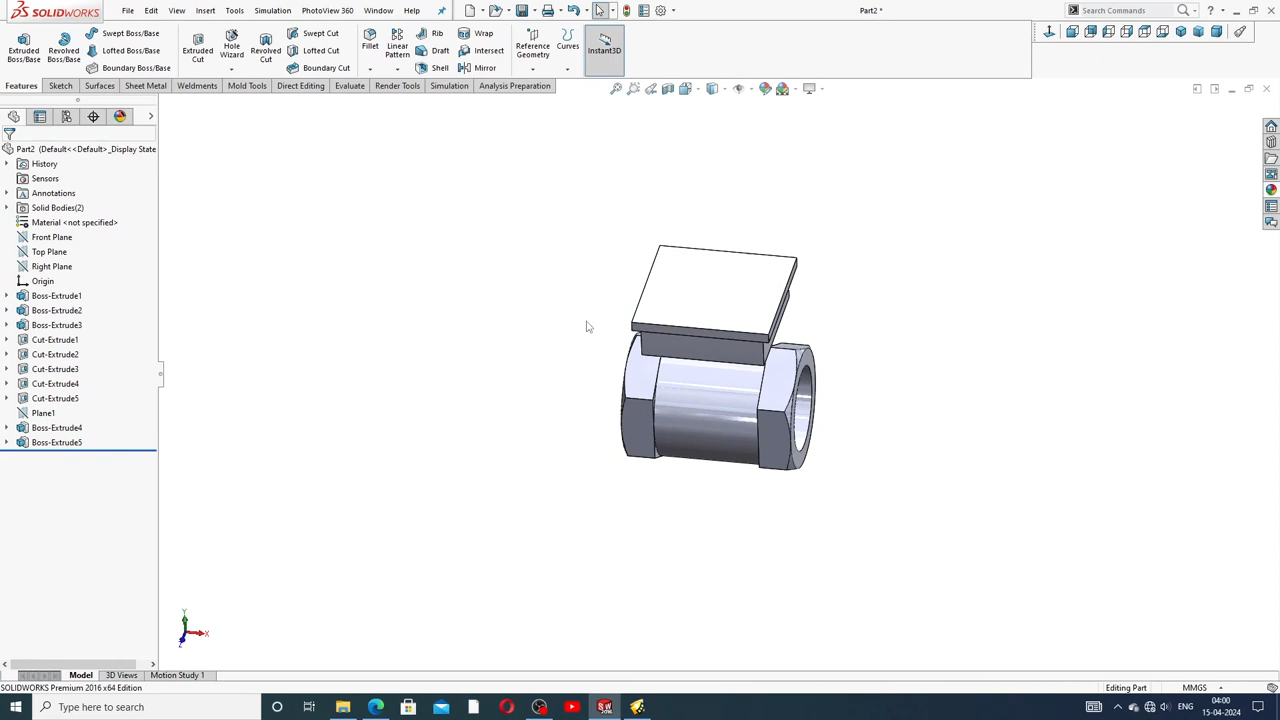 SOLIDWORKS File Edit View Insert Tools Simulation PhotoView 360 Window Help Part2 * Search Commands
Extruded Boss/Base
Revolved Boss/Base
Swept Boss/Base
Lofted Boss/Base
Boundary Boss/Base
Extruded Cut
Hole Wizard
Revolved Cut
Swept Cut
Lofted Cut
Boundary Cut
Fillet
Linear Pattern
Rib
Draft
Shell
Wrap
Intersect
Mirror
Reference Geometry
Curves
Instant3D
Features Sketch Surfaces Sheet Metal Weldments Mold Tools Direct Editing Evaluate Render Tools Simulation Analysis Preparation
Part2 (Default<<Default>_Display State
History
Sensors
Annotations
Solid Bodies(2)
Material <not specified>
Front Plane
Top Plane
Right Plane
Origin
Boss-Extrude1
Boss-Extrude2
Boss-Extrude3
Cut-Extrude1
Cut-Extrude2
Cut-Extrude3
Cut-Extrude4
Cut-Extrude5
Plane1
Boss-Extrude4
Boss-Extrude5
Y
X
Z
Model 3D Views Motion Study 1
SOLIDWORKS Premium 2016 x64 Edition Editing Part MMGS
Type here to search
ENG
04:00
15-04-2024